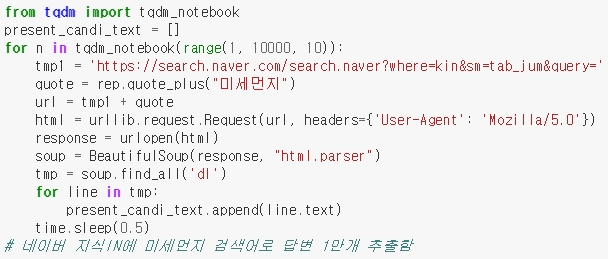 from tqdm import tqdm_notebook
present_candi_text = []
for n in tqdm_notebook(range(1, 10000, 10)):
    tmp1 = 'https://search.naver.com/search.naver?where=kin&sm=tab_jum&query='
    quote = rep.quote_plus("미세먼지")
    url = tmp1 + quote
    html = urllib.request.Request(url, headers={'User-Agent': 'Mozilla/5.0'})
    response = urlopen(html)
    soup = BeautifulSoup(response, "html.parser")
    tmp = soup.find_all('dl')
    for line in tmp:
        present_candi_text.append(line.text)
    time.sleep(0.5)
# 네이버 지식IN에 미세먼지 검색어로 답변 1만개 추출함